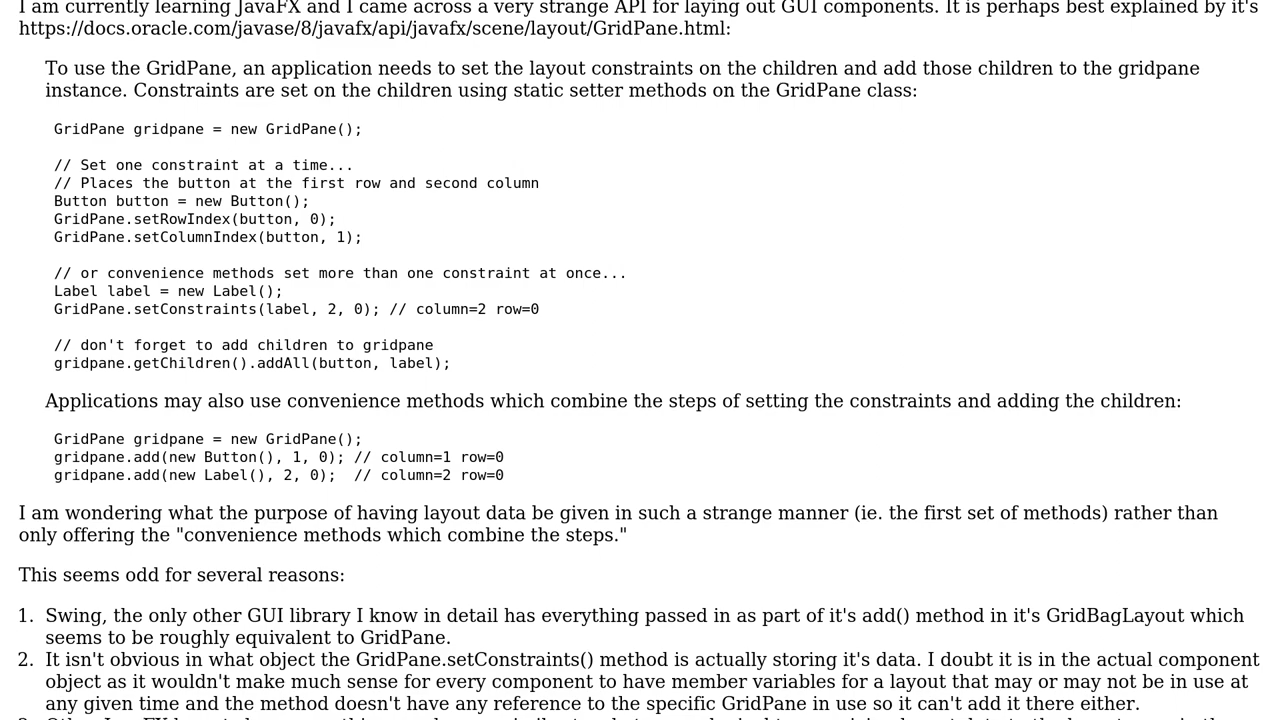 I am currently learning JavaFX and I came across a very strange API for laying out GUI components. It is perhaps best explained by it's
https://docs.oracle.com/javase/8/javafx/api/javafx/scene/layout/GridPane.html:
To use the GridPane, an application needs to set the layout constraints on the children and add those children to the gridpane
instance. Constraints are set on the children using static setter methods on the GridPane class:
GridPane gridpane = new GridPane();
// Set one constraint at a time...
// Places the button at the first row and second column
Button button = new Button();
GridPane.setRowIndex(button, 0);
GridPane.setColumnIndex(button, 1);
// or convenience methods set more than one constraint at once...
Label label = new Label();
GridPane.setConstraints(label, 2, 0); // column=2 row=0
// don't forget to add children to gridpane
gridpane.getChildren().addAll(button, label);
Applications may also use convenience methods which combine the steps of setting the constraints and adding the children:
GridPane gridpane = new GridPane();
gridpane.add(new Button(), 1, 0); // column=1 row=0
gridpane.add(new Label(), 2, 0);  // column=2 row=0
I am wondering what the purpose of having layout data be given in such a strange manner (ie. the first set of methods) rather than
only offering the "convenience methods which combine the steps."
This seems odd for several reasons:
1. Swing, the only other GUI library I know in detail has everything passed in as part of it's add() method in it's GridBagLayout which
seems to be roughly equivalent to GridPane.
2. It isn't obvious in what object the GridPane.setConstraints() method is actually storing it's data. I doubt it is in the actual component
object as it wouldn't make much sense for every component to have member variables for a layout that may or may not be in use at
any given time and the method doesn't have any reference to the specific GridPane in use so it can't add it there either.